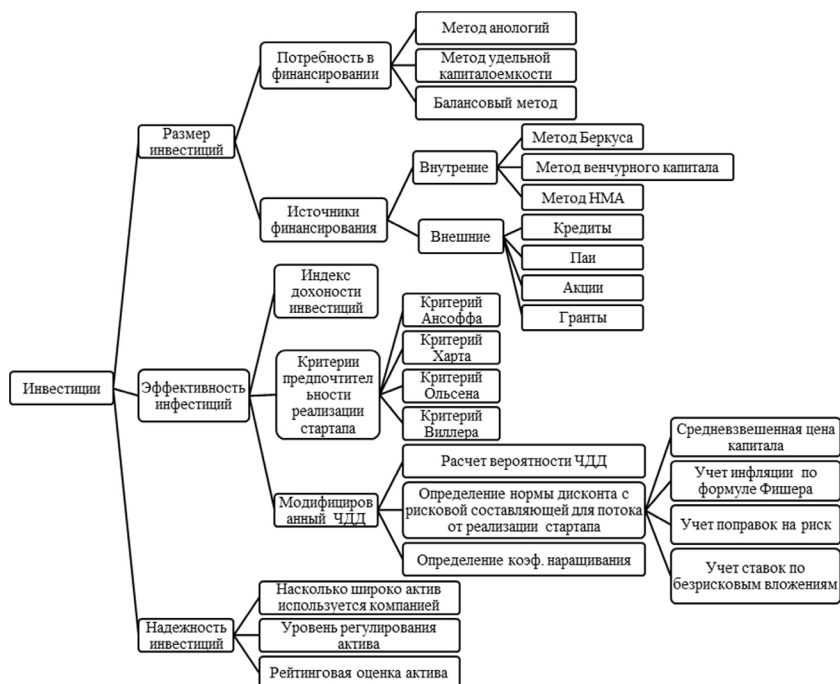 Инвестиции
Размер
инвестиций
Потребность в
финансировании
Метод анологий
Метод удельной
капиталоемкости
Балансовый метод
Источники
финансирования
Внутрение
Метод Беркуса
Метод венчурного капитала
Метод НМА
Внешние
Кредиты
Паи
Акции
Гранты
Эффективность
инфестиций
Индекс
дохоности
инвестиций
Критерии
предпочтител
ьности
реализации
стартапа
Критерий
Ансоффа
Критерий
Харта
Критерий
Ольсена
Критерий
Виллера
Модифициров
анный ЧДД
Расчет вероятности ЧДД
Определение нормы дисконта с
рисковой составляющей для потока
от реализации стартапа
Средневзвешенная цена
капитала
Учет инфляции по
формуле Фишера
Учет поправок на риск
Учет ставок по
безрисковым вложениям
Определение коэф. наращивания
Надежность
инвестиций
Насколько широко актив
используется компанией
Уровень регулирования
актива
Рейтинговая оценка актива